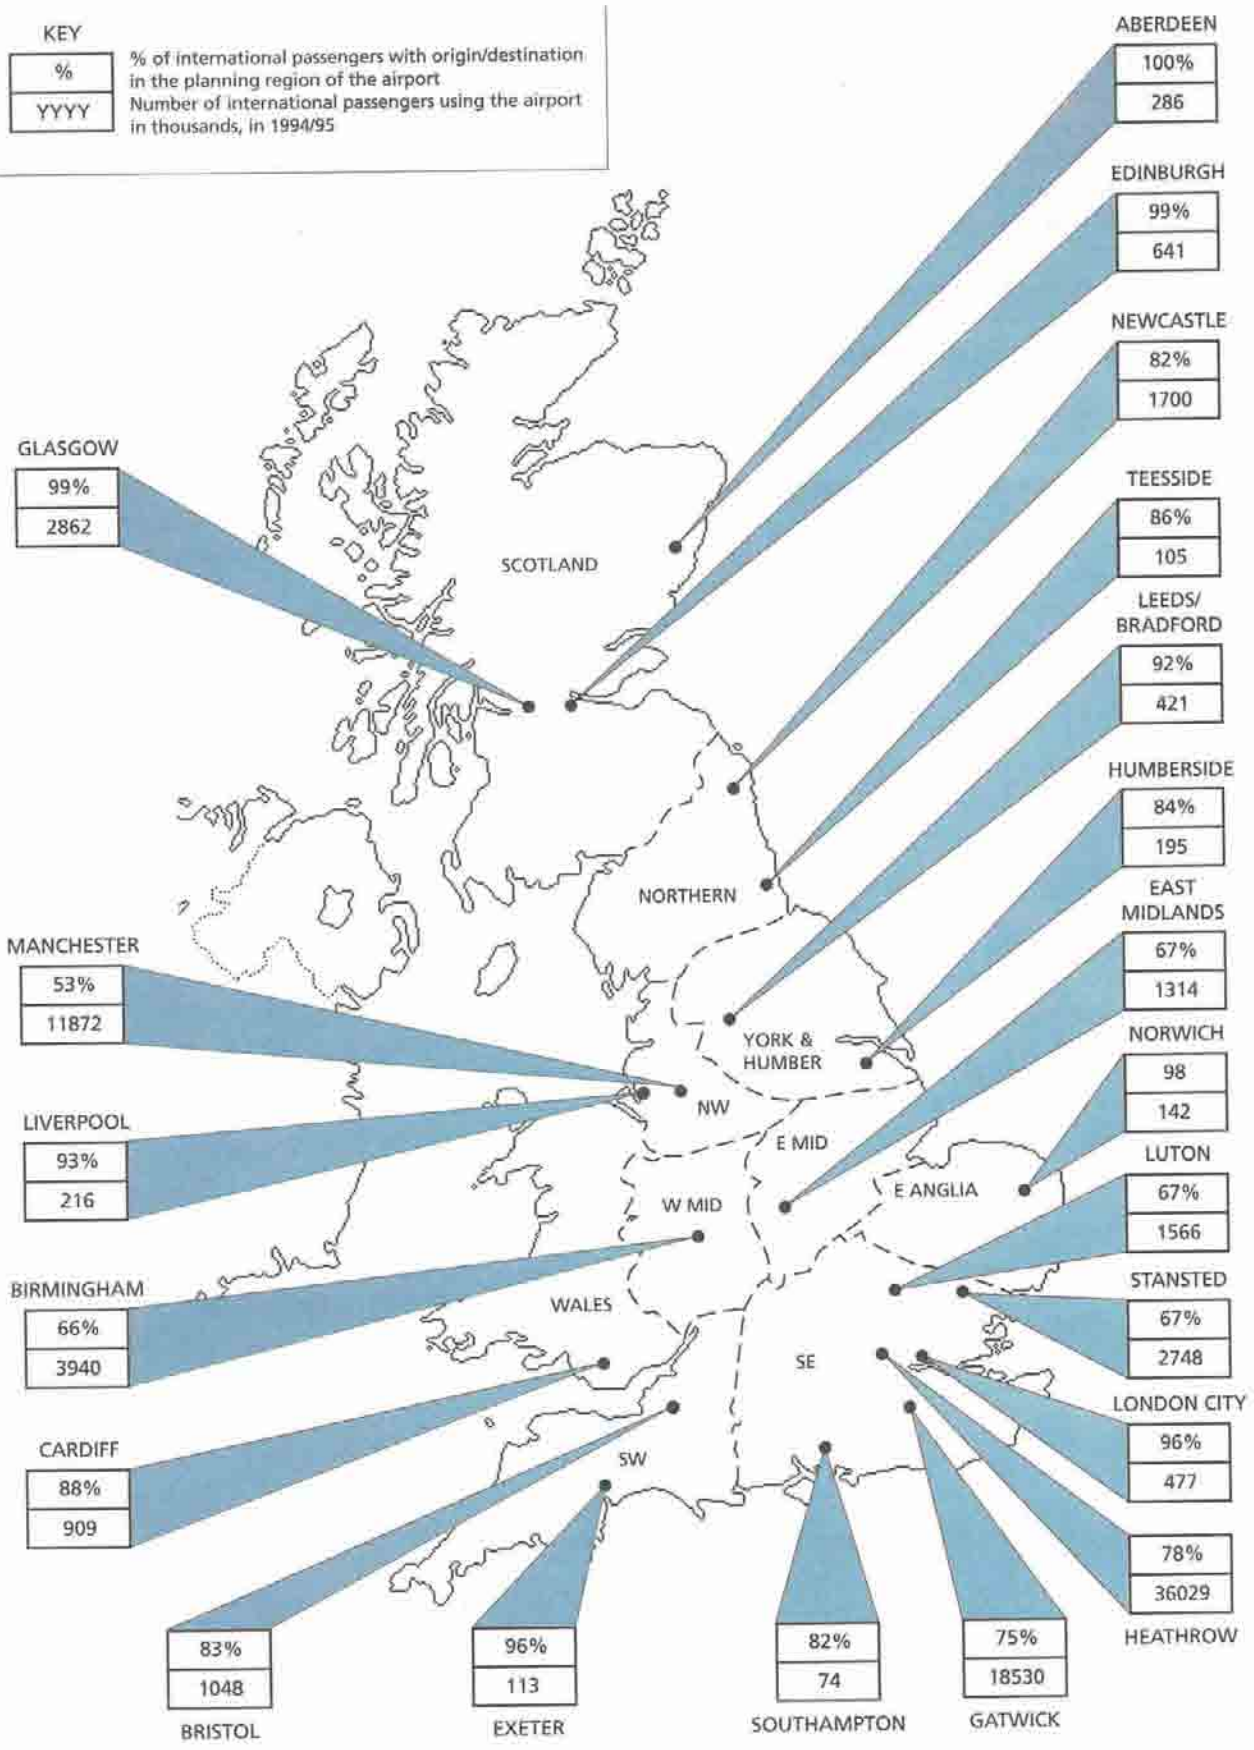 KEY
%
% of international passengers with origin/destination
in the planning region of the airport
YYYY
Number of international passengers using the airport
in thousands, in 1994/95
ABERDEEN
100%
286
EDINBURGH
99%
641
NEWCASTLE
82%
1700
TEESSIDE
86%
105
LEEDS/
BRADFORD
92%
421
HUMBERSIDE
84%
195
EAST
MIDLANDS
67%
1314
NORWICH
98
142
LUTON
67%
1566
STANSTED
67%
2748
LONDON CITY
96%
477
78%
36029
HEATHROW
GLASGOW
99%
2862
MANCHESTER
53%
11872
LIVERPOOL
93%
216
BIRMINGHAM
66%
3940
CARDIFF
88%
909
83%
1048
BRISTOL
96%
113
EXETER
82%
74
SOUTHAMPTON
75%
18530
GATWICK
SCOTLAND
NORTHERN
YORK &
HUMBER
NW
E MID
W MID
E ANGLIA
WALES
SE
SW